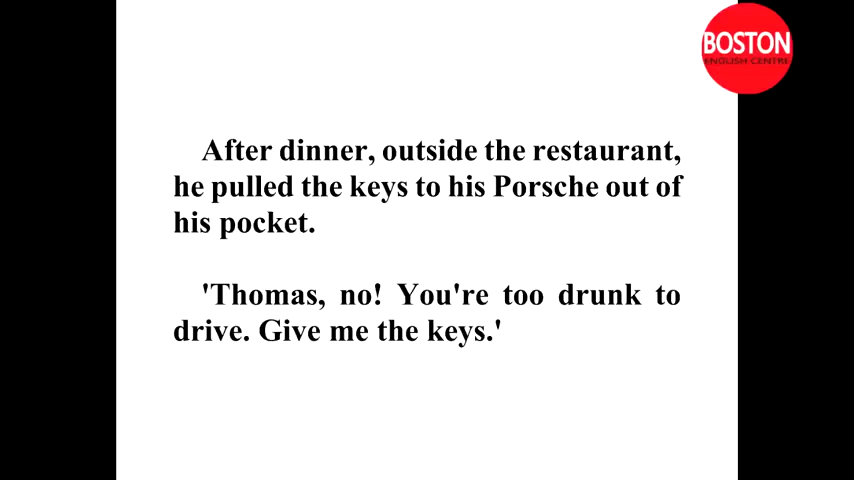 BOSTON
ENGLISH CENTRE
After dinner, outside the restaurant,
he pulled the keys to his Porsche out of
his pocket.
'Thomas, no! You're too drunk to
drive. Give me the keys.'